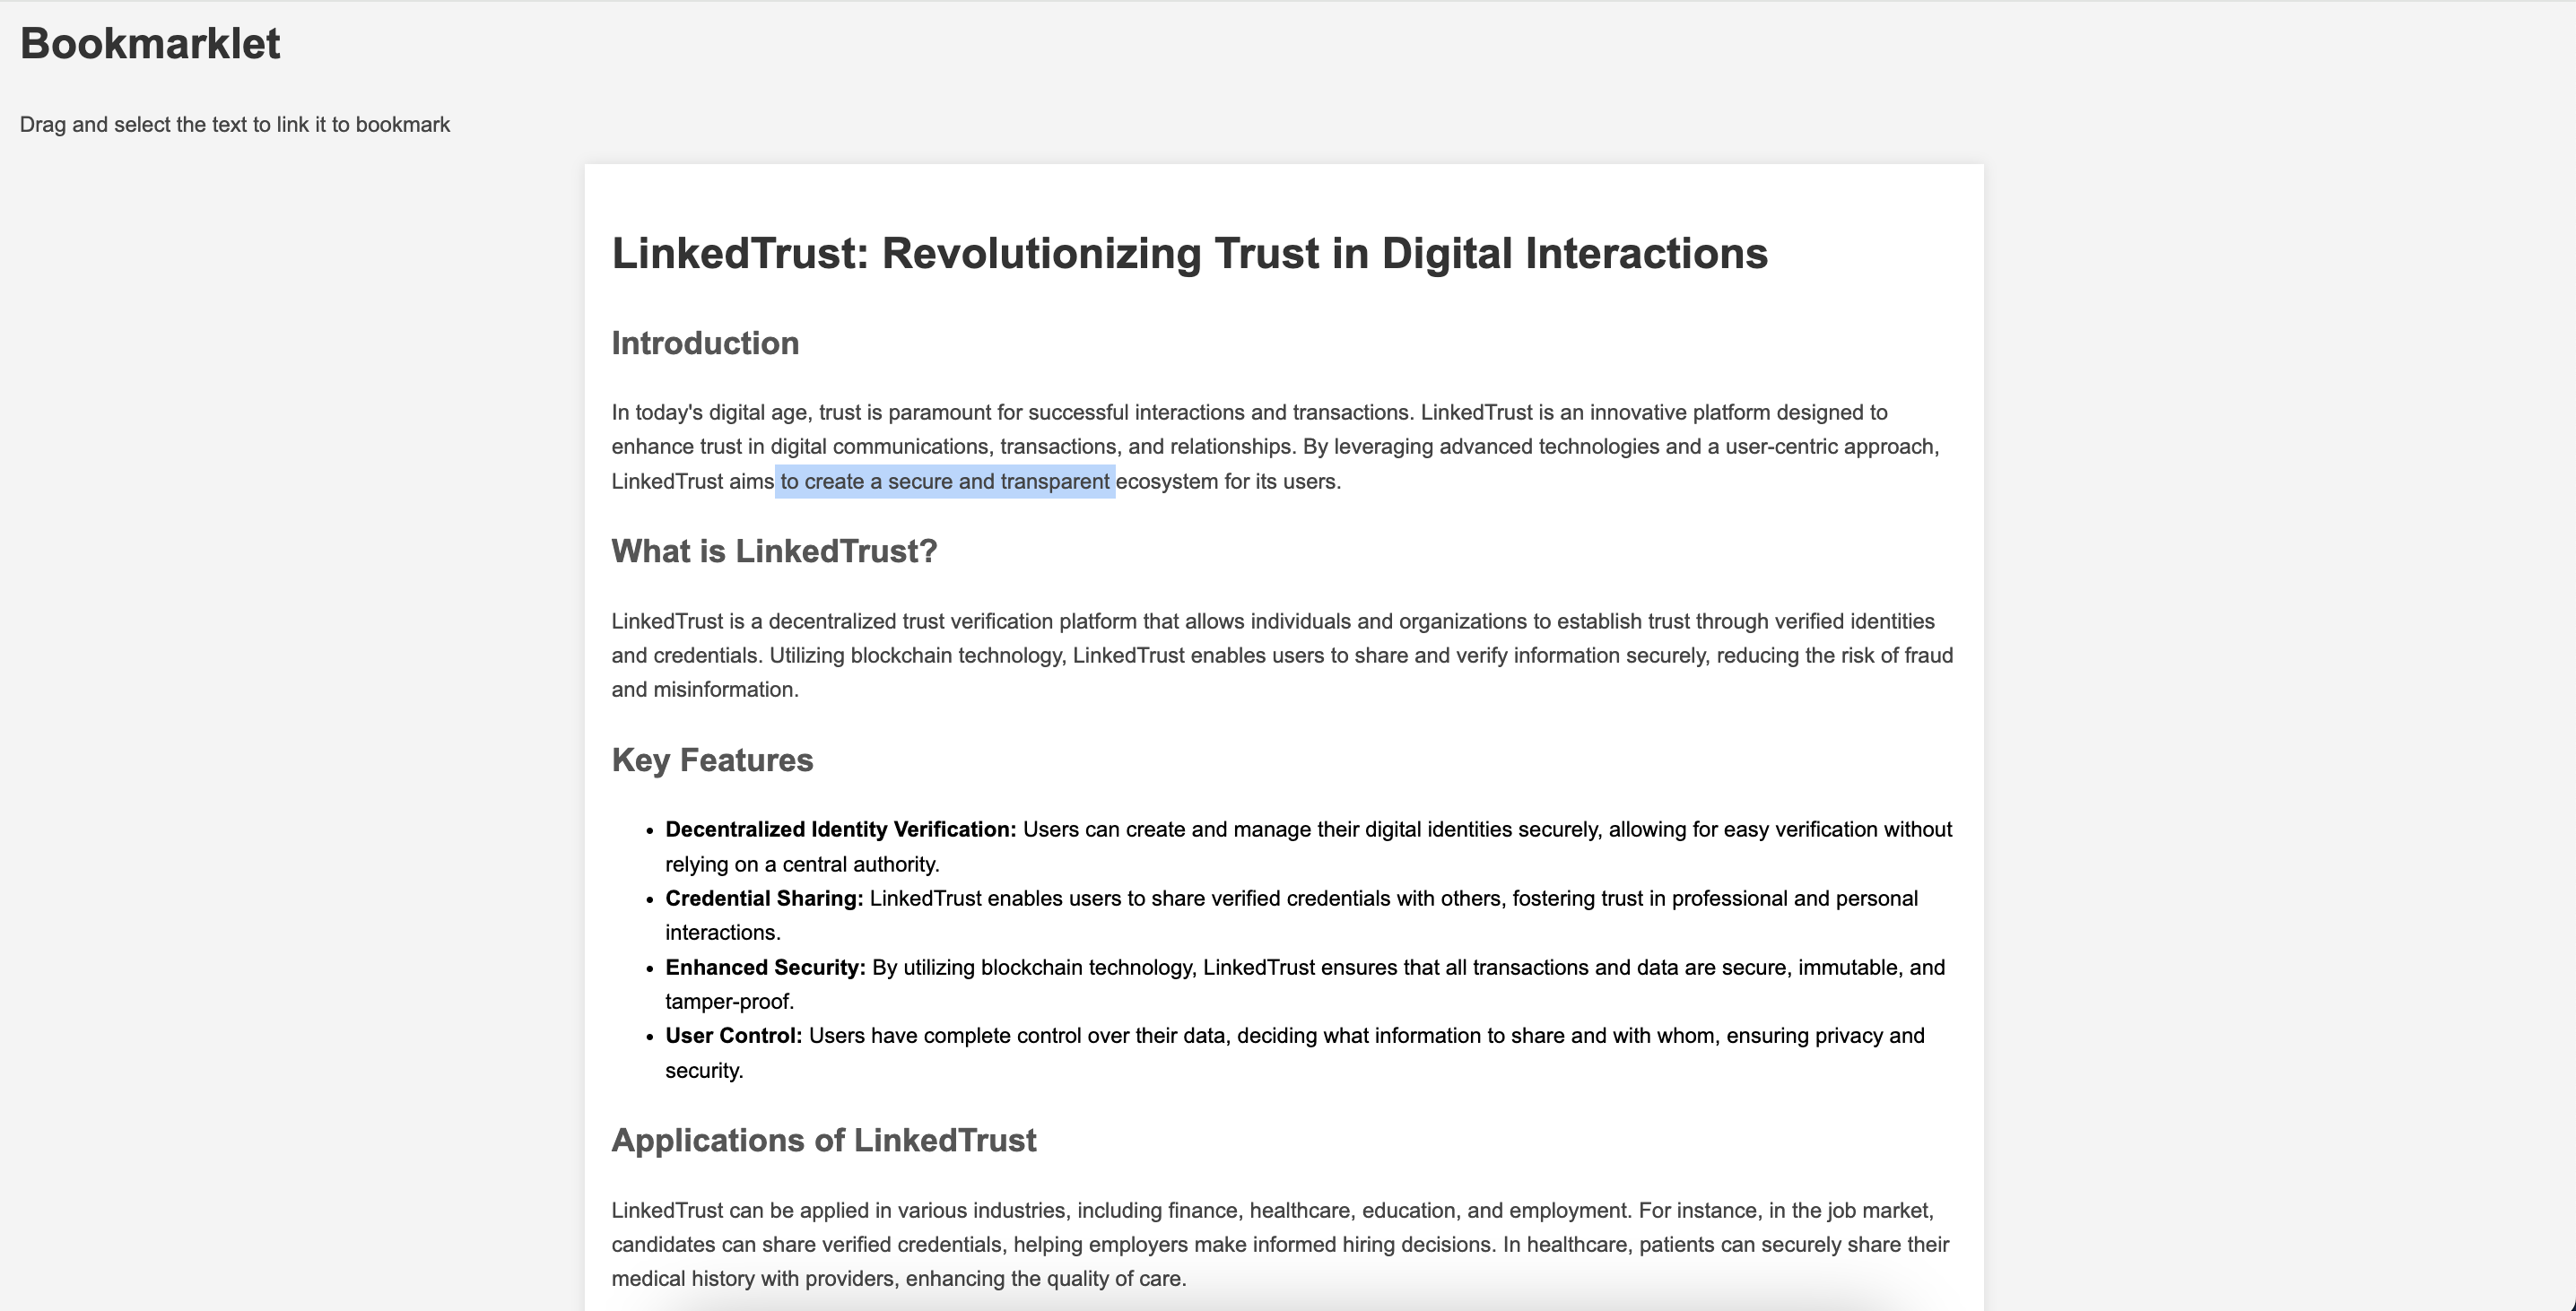 Bookmarklet
Drag and select the text to link it to bookmark
LinkedTrust: Revolutionizing Trust in Digital Interactions
Introduction
In today's digital age, trust is paramount for successful interactions and transactions. LinkedTrust is an innovative platform designed to
enhance trust in digital communications, transactions, and relationships. By leveraging advanced technologies and a user-centric approach,
LinkedTrust aims to create a secure and transparent ecosystem for its users.
What is LinkedTrust?
LinkedTrust is a decentralized trust verification platform that allows individuals and organizations to establish trust through verified identities
and credentials. Utilizing blockchain technology, LinkedTrust enables users to share and verify information securely, reducing the risk of fraud
and misinformation.
Key Features
• Decentralized Identity Verification: Users can create and manage their digital identities securely, allowing for easy verification without
relying on a central authority.
• Credential Sharing: LinkedTrust enables users to share verified credentials with others, fostering trust in professional and personal
interactions.
• Enhanced Security: By utilizing blockchain technology, LinkedTrust ensures that all transactions and data are secure, immutable, and
tamper-proof.
• User Control: Users have complete control over their data, deciding what information to share and with whom, ensuring privacy and
security.
Applications of LinkedTrust
LinkedTrust can be applied in various industries, including finance, healthcare, education, and employment. For instance, in the job market,
candidates can share verified credentials, helping employers make informed hiring decisions. In healthcare, patients can securely share their
medical history with providers, enhancing the quality of care.